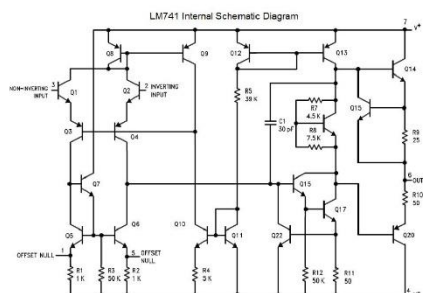 LM741 Internal Schematic Diagram
7 V+
Q8
Q9
Q12
Q13
Q14
3
NON-INVERTING
INPUT
Q1
2 INVERTING
INPUT
Q2
R5
39 K
Q15
R7
4.5 K
C1
30 pF
R8
7.5 K
R9
25
Q3
Q4
6
OUT
R10
50
Q7
Q15
Q5
Q6
Q10
Q11
Q22
Q17
Q20
OFFSET NULL 1
5 OFFSET
NULL
R1
1 K
R3
50 K
R2
1 K
R4
5 K
R12
50 K
R11
50
4